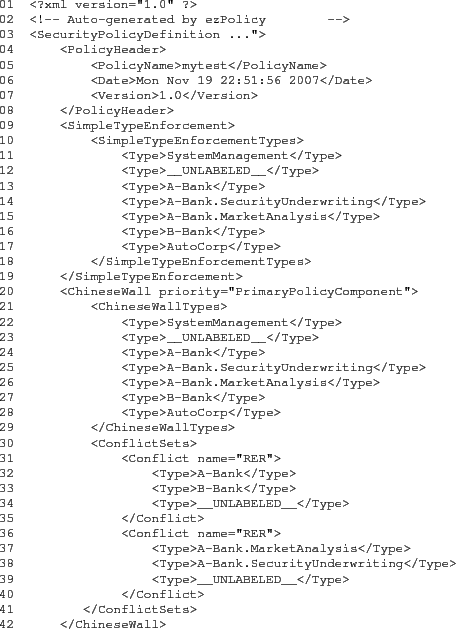 01 <?xml version="1.0" ?>
02 <!-- Auto-generated by ezPolicy        -->
03 <SecurityPolicyDefinition ...">
04     <PolicyHeader>
05         <PolicyName>mytest</PolicyName>
06         <Date>Mon Nov 19 22:51:56 2007</Date>
07         <Version>1.0</Version>
08     </PolicyHeader>
09     <SimpleTypeEnforcement>
10         <SimpleTypeEnforcementTypes>
11             <Type>SystemManagement</Type>
12             <Type>__UNLABELED__</Type>
13             <Type>A-Bank</Type>
14             <Type>A-Bank.SecurityUnderwriting</Type>
15             <Type>A-Bank.MarketAnalysis</Type>
16             <Type>B-Bank</Type>
17             <Type>AutoCorp</Type>
18         </SimpleTypeEnforcementTypes>
19     </SimpleTypeEnforcement>
20     <ChineseWall priority="PrimaryPolicyComponent">
21         <ChineseWallTypes>
22             <Type>SystemManagement</Type>
23             <Type>__UNLABELED__</Type>
24             <Type>A-Bank</Type>
25             <Type>A-Bank.SecurityUnderwriting</Type>
26             <Type>A-Bank.MarketAnalysis</Type>
27             <Type>B-Bank</Type>
28             <Type>AutoCorp</Type>
29         </ChineseWallTypes>
30         <ConflictSets>
31             <Conflict name="RER">
32                 <Type>A-Bank</Type>
33                 <Type>B-Bank</Type>
34                 <Type>__UNLABELED__</Type>
35             </Conflict>
36             <Conflict name="RER">
37                 <Type>A-Bank.MarketAnalysis</Type>
38                 <Type>A-Bank.SecurityUnderwriting</Type>
39                 <Type>__UNLABELED__</Type>
40             </Conflict>
41        </ConflictSets>
42     </ChineseWall>